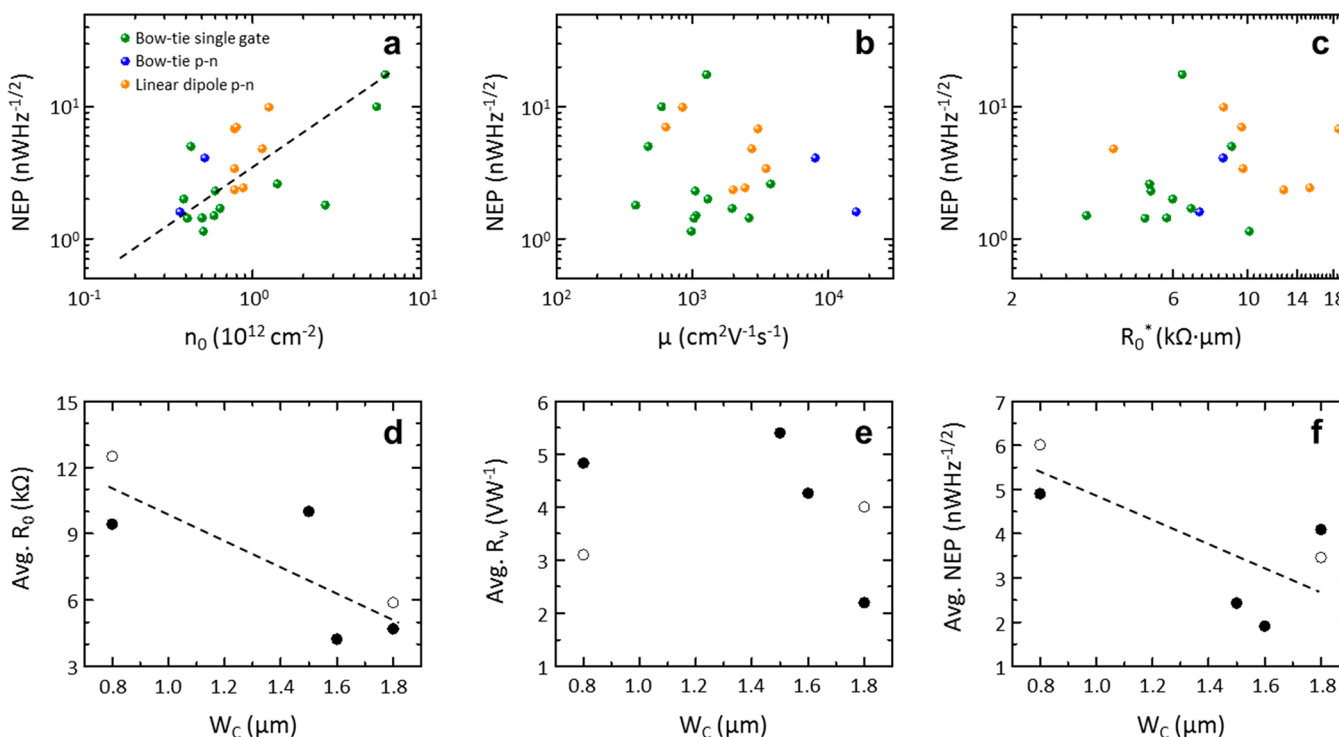 a
Bow-tie single gate
Bow-tie p-n
Linear dipole p-n
NEP (nWHz⁻¹/²)
10¹
10⁰
10⁻¹
10⁰
10¹
n₀ (10¹² cm⁻²)
b
NEP (nWHz⁻¹/²)
10¹
10⁰
10²
10³
10⁴
μ (cm²V⁻¹s⁻¹)
c
NEP (nWHz⁻¹/²)
10¹
10⁰
2
6
10
14
18
R₀* (kΩ·μm)
d
Avg. R₀ (kΩ)
15
12
9
6
3
0.8
1.0
1.2
1.4
1.6
1.8
W_C (μm)
e
Avg. Rᵥ (VW⁻¹)
6
5
4
3
2
1
0.8
1.0
1.2
1.4
1.6
1.8
W_C (μm)
f
Avg. NEP (nWHz⁻¹/²)
7
6
5
4
3
2
1
0.8
1.0
1.2
1.4
1.6
1.8
W_C (μm)